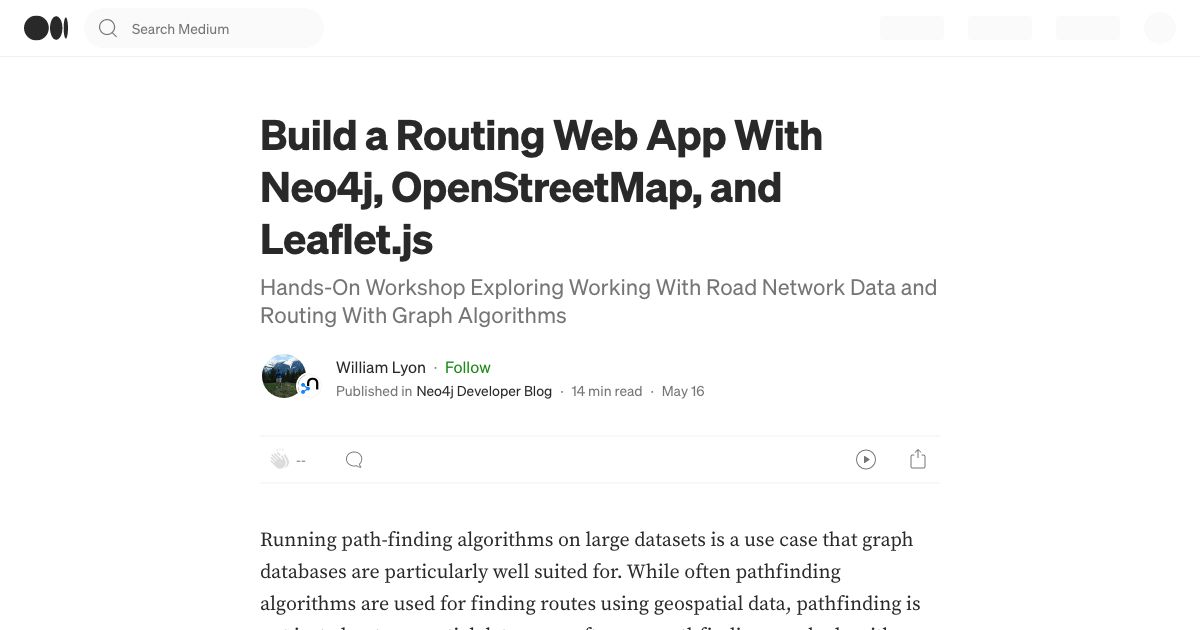 Search Medium
Build a Routing Web App With
Neo4j, OpenStreetMap, and
Leaflet.js
Hands-On Workshop Exploring Working With Road Network Data and
Routing With Graph Algorithms
William Lyon · Follow
Published in Neo4j Developer Blog · 14 min read · May 16
--
Running path-finding algorithms on large datasets is a use case that graph
databases are particularly well suited for. While often pathfinding
algorithms are used for finding routes using geospatial data, pathfinding is